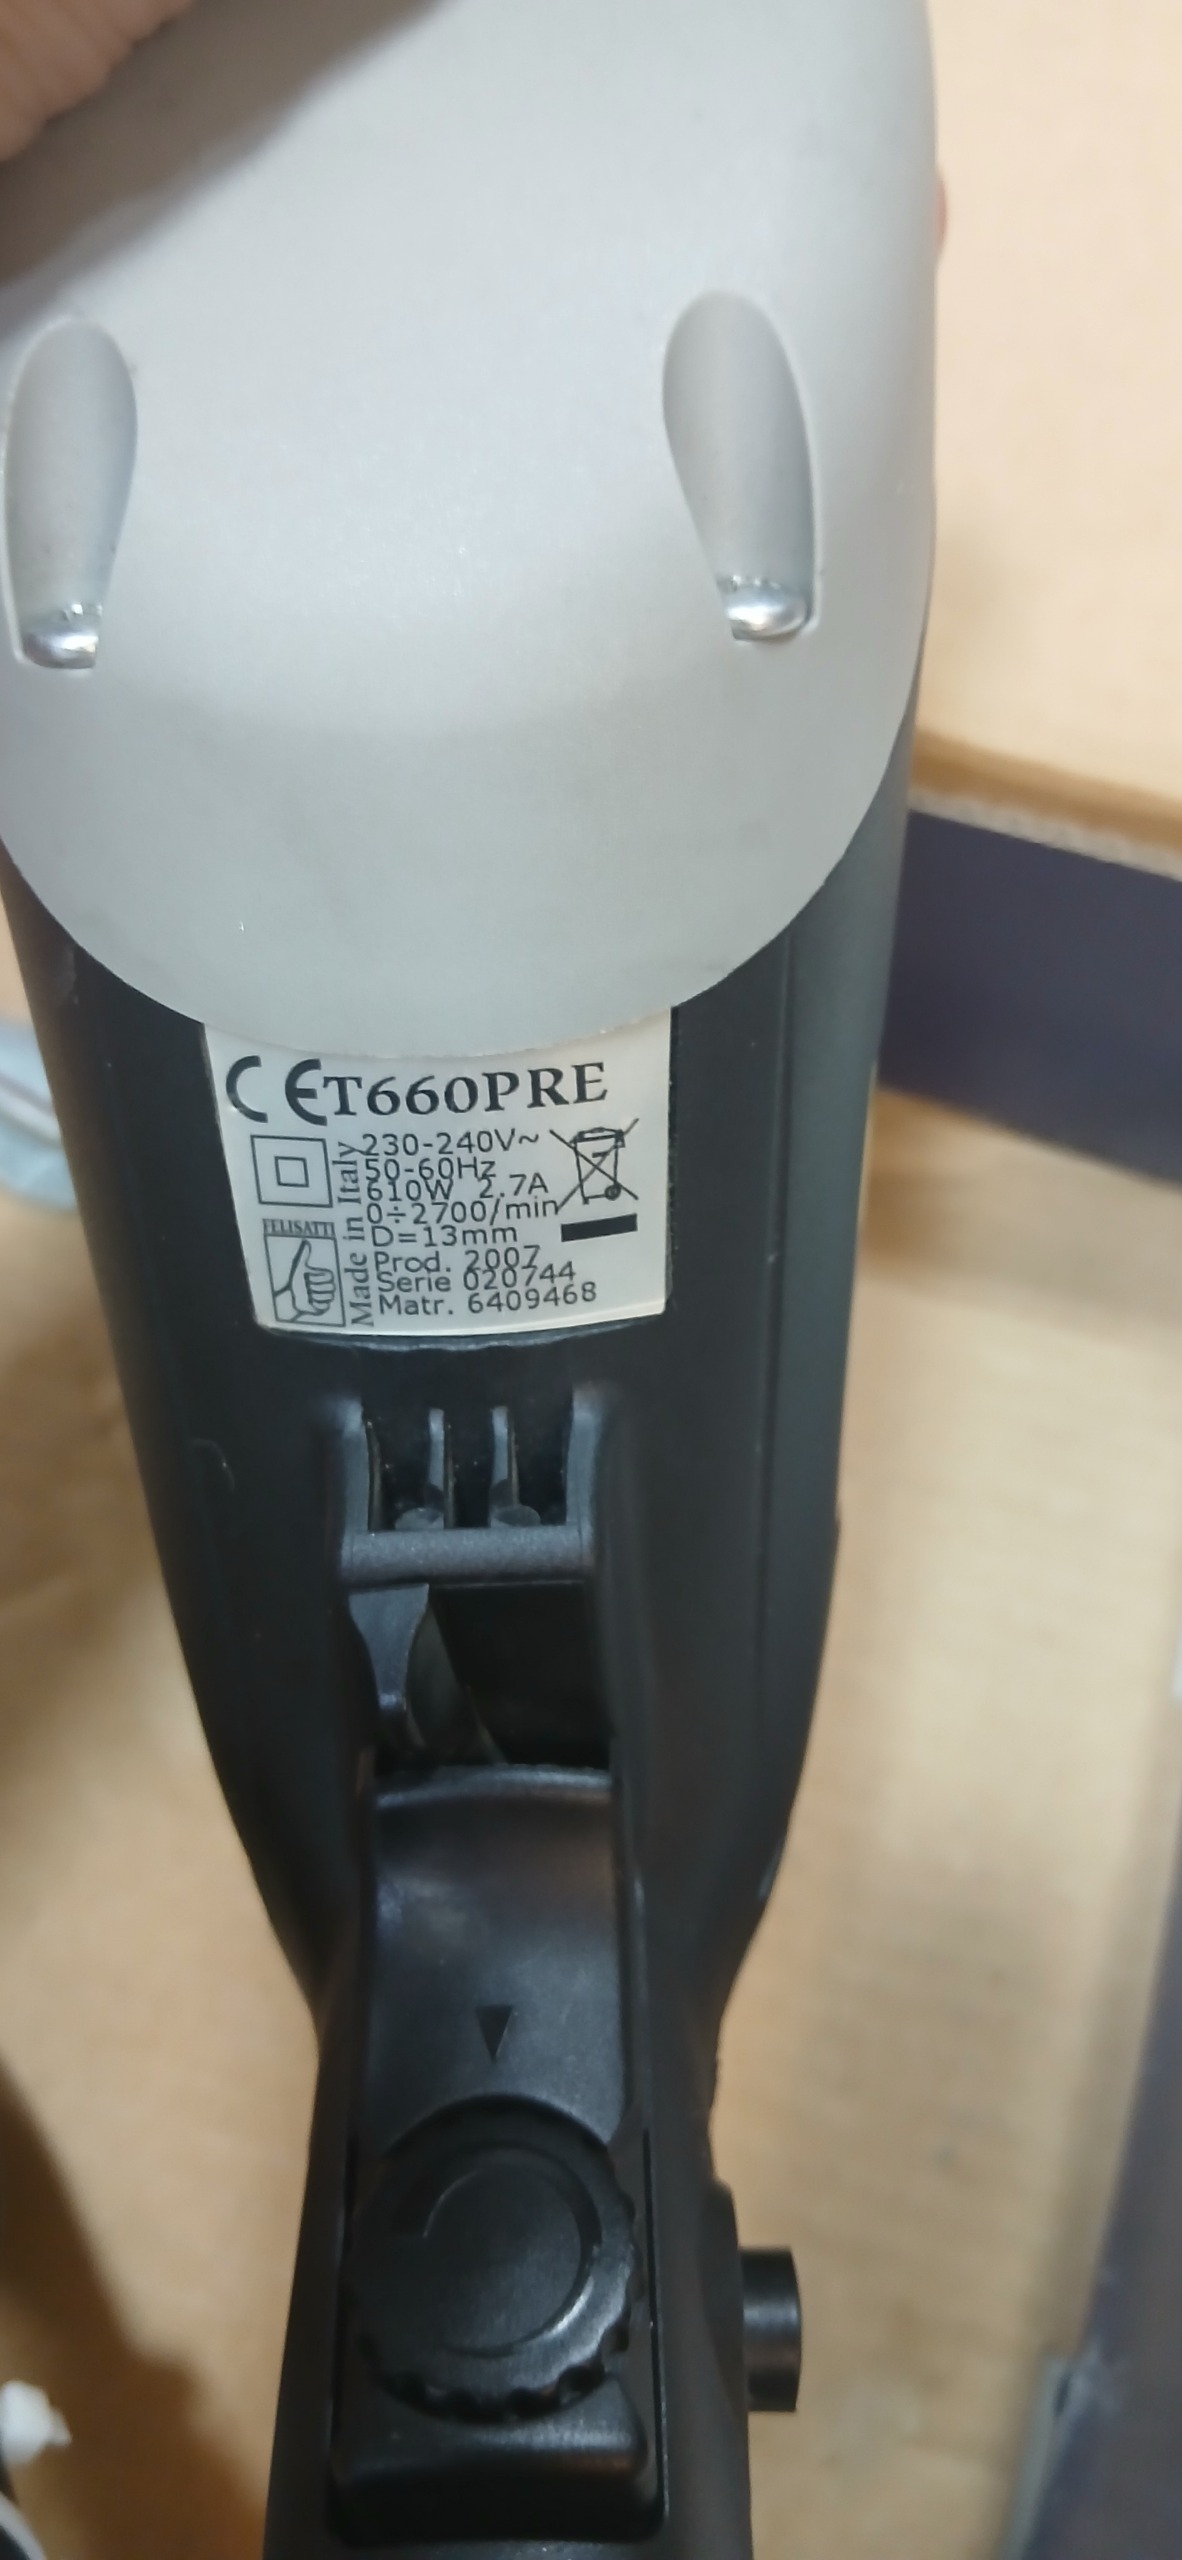 CE T660PRE
230-240V~
50-60Hz
610W 2.7A
0÷2700/min
D=13mm
Prod. 2007
Serie 020744
Matr. 6409468
Made in Italy
FELISATTI